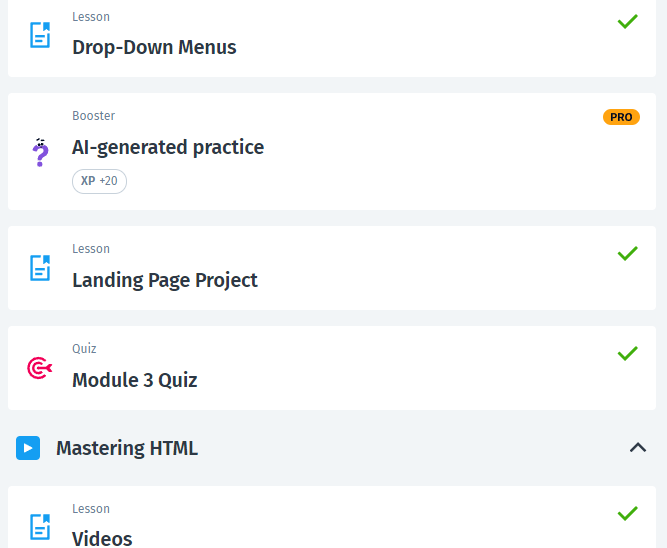 Lesson
Drop-Down Menus
Booster
PRO
AI-generated practice
XP +20
Lesson
Landing Page Project
Quiz
Module 3 Quiz
Mastering HTML
Lesson
Videos